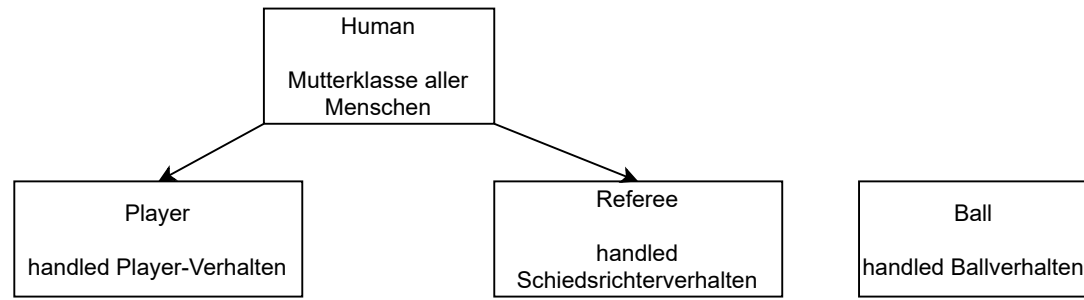 Human
Mutterklasse aller
Menschen
Player
handled Player-Verhalten
Referee
handled
Schiedsrichterverhalten
Ball
handled Ballverhalten